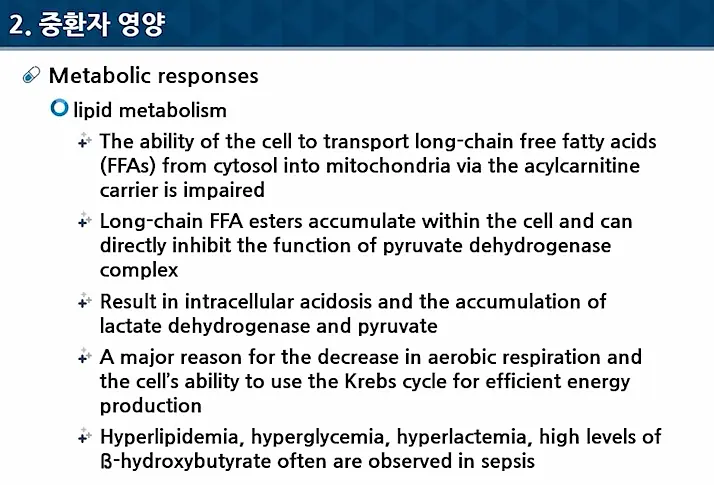 2. 중환자 영양
Metabolic responses
lipid metabolism
The ability of the cell to transport long-chain free fatty acids
(FFAs) from cytosol into mitochondria via the acylcarnitine
carrier is impaired
Long-chain FFA esters accumulate within the cell and can
directly inhibit the function of pyruvate dehydrogenase
complex
Result in intracellular acidosis and the accumulation of
lactate dehydrogenase and pyruvate
A major reason for the decrease in aerobic respiration and
the cell's ability to use the Krebs cycle for efficient energy
production
Hyperlipidemia, hyperglycemia, hyperlactemia, high levels of
ß-hydroxybutyrate often are observed in sepsis